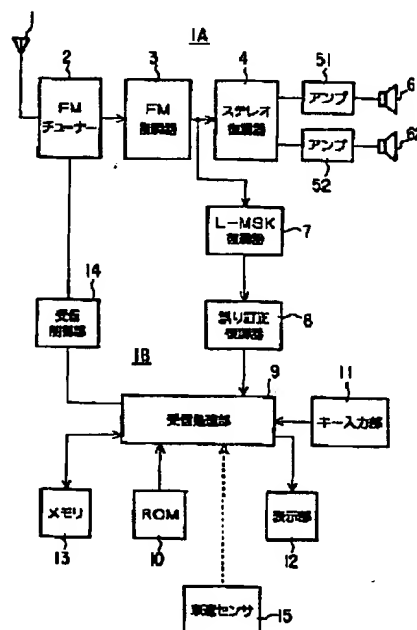 1
1A
2
3
4
51
FM
チューナー
FM
復調器
ステレオ
復調器
アンプ
6
アンプ
62
52
L-MSK
復調器
7
14
受信
制御部
誤り訂正
復調器
8
1B
9
11
受信処理部
キー入力部
メモリ
ROM
表示部
13
10
12
車速センサ
15